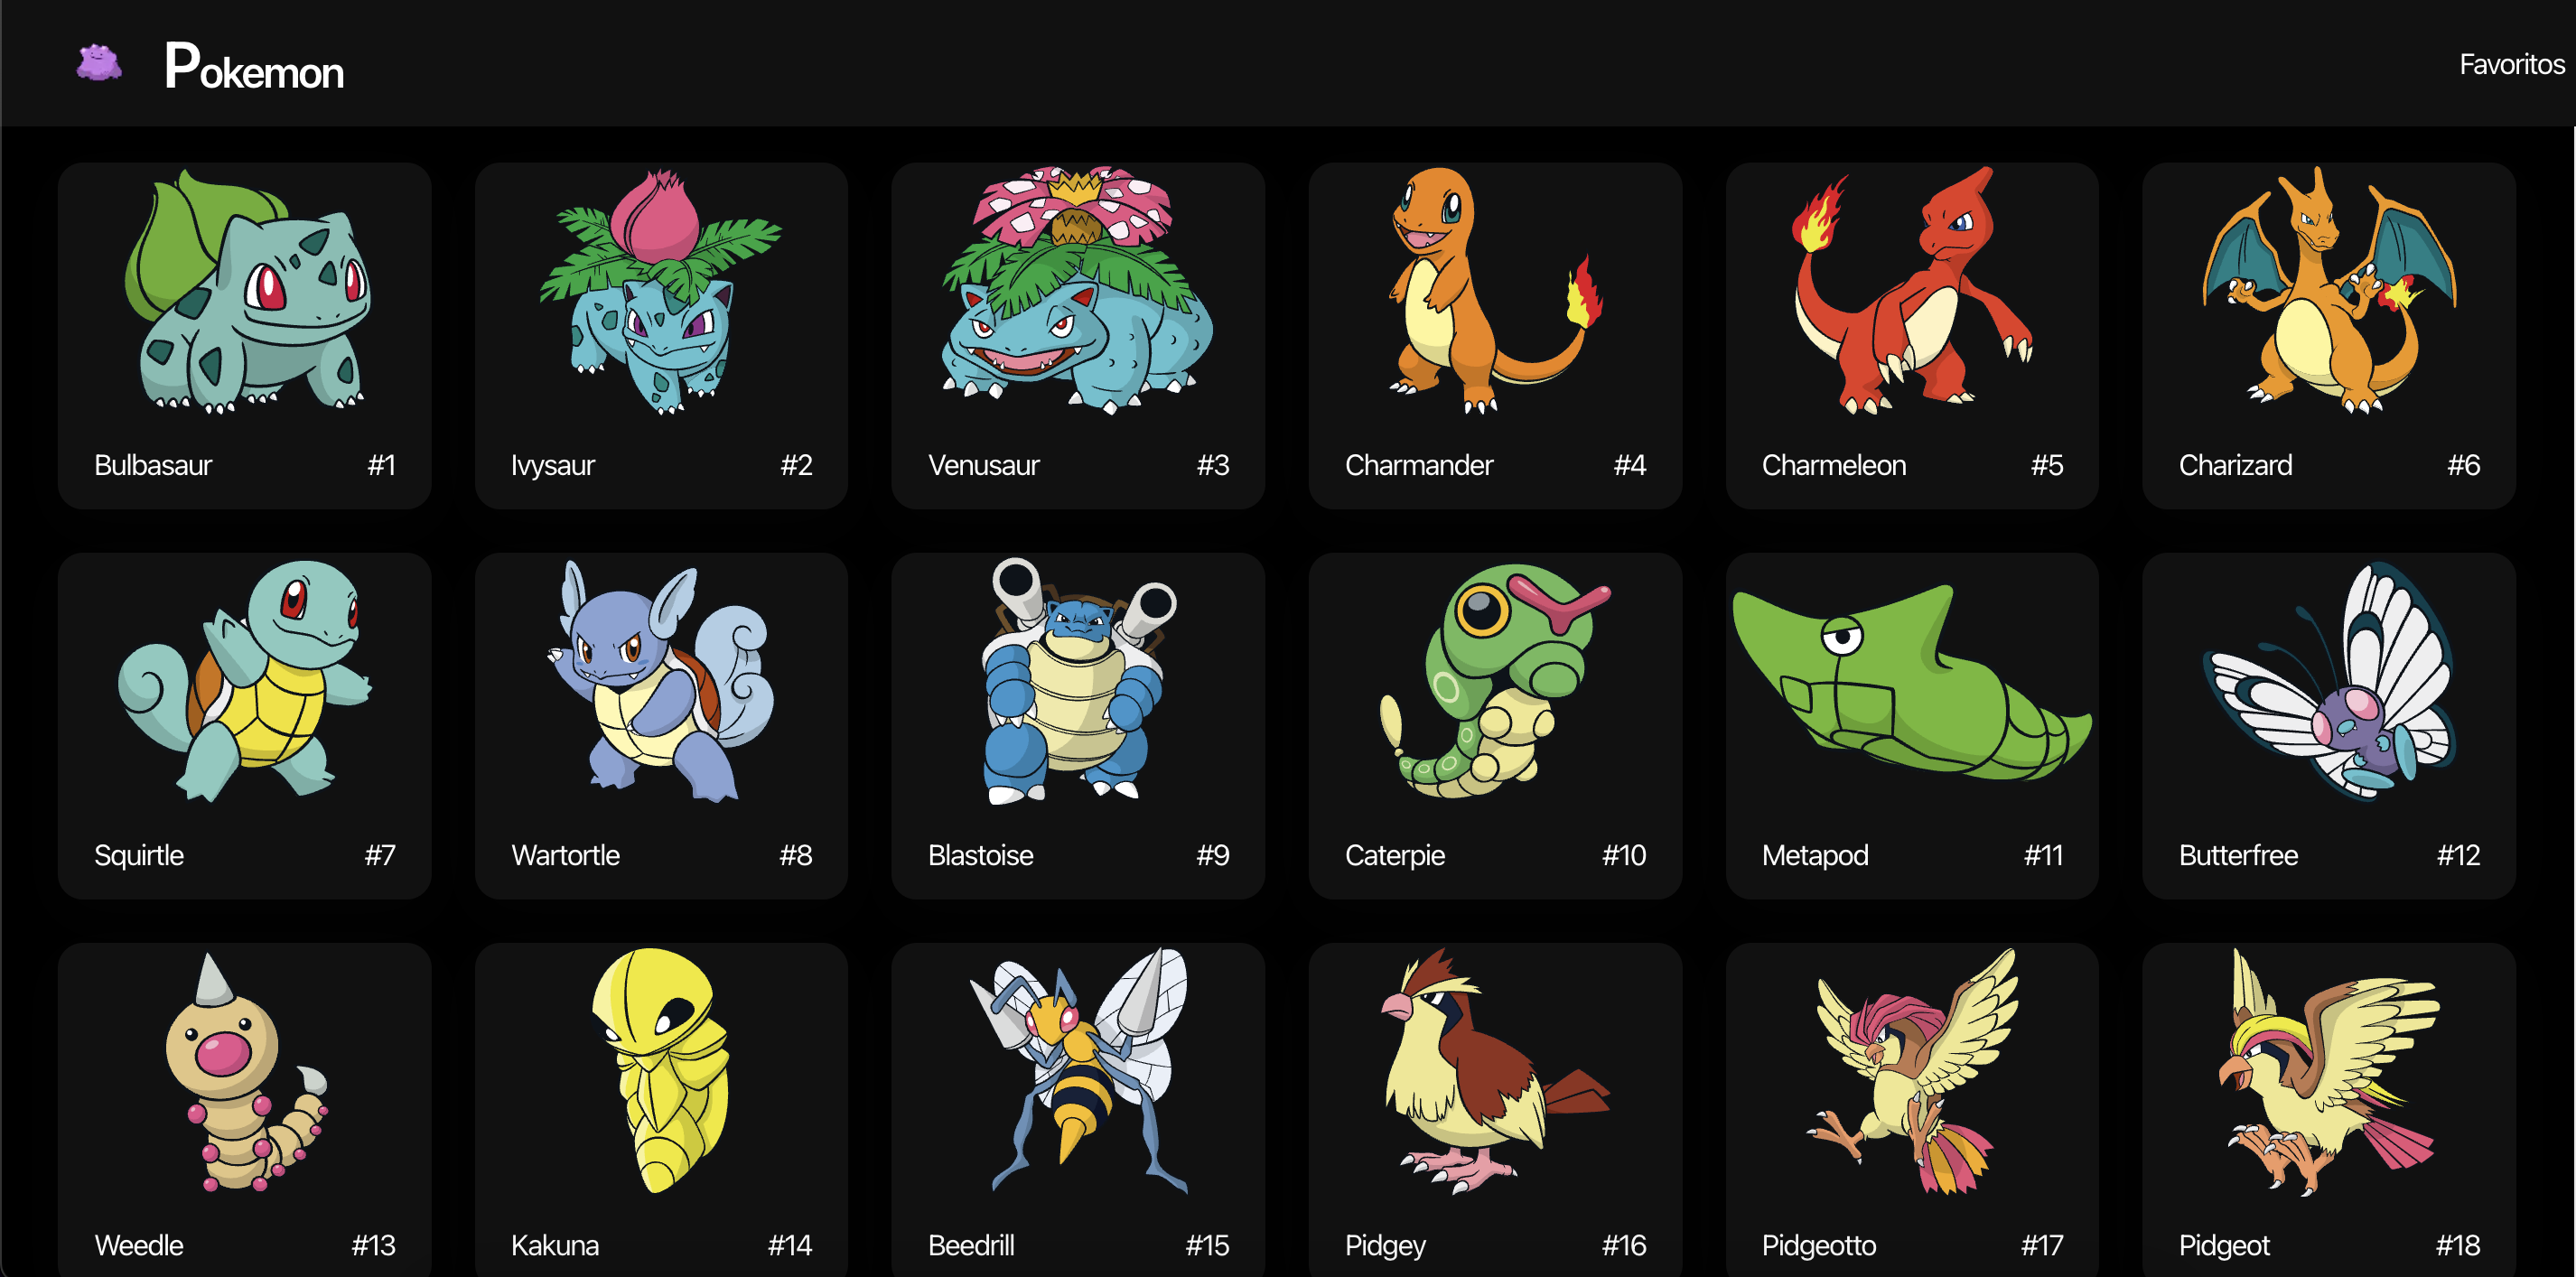 Pokemon Favoritos
Bulbasaur #1 Ivysaur #2 Venusaur #3 Charmander #4 Charmeleon #5 Charizard #6
Squirtle #7 Wartortle #8 Blastoise #9 Caterpie #10 Metapod #11 Butterfree #12
Weedle #13 Kakuna #14 Beedrill #15 Pidgey #16 Pidgeotto #17 Pidgeot #18